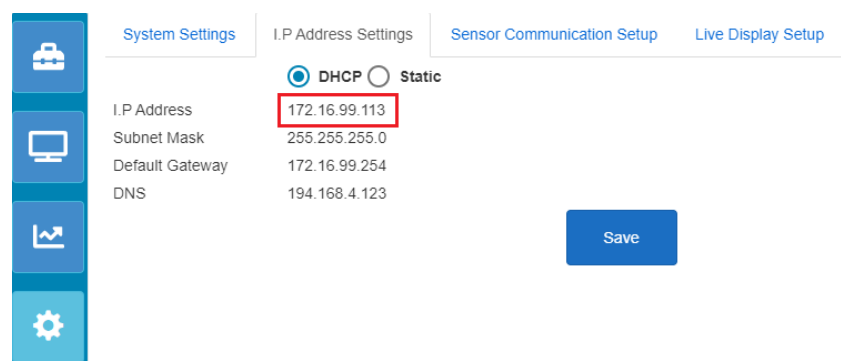 System Settings I.P Address Settings Sensor Communication Setup Live Display Setup
DHCP Static
I.P Address 172.16.99.113
Subnet Mask 255.255.255.0
Default Gateway 172.16.99.254
DNS 194.168.4.123
Save